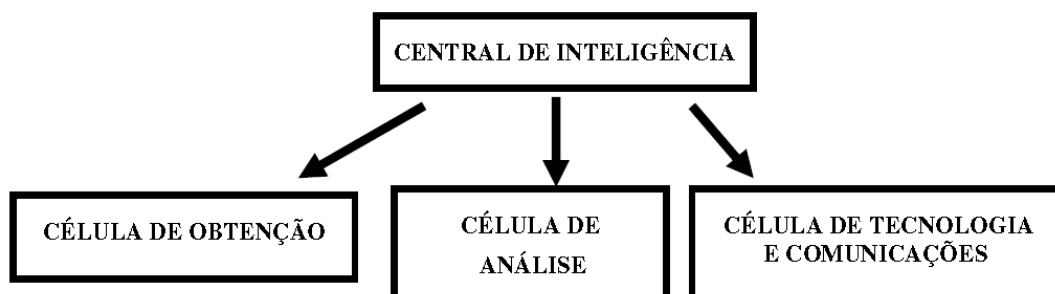 CENTRAL DE INTELIGÊNCIA
CÉLULA DE OBTENÇÃO
CÉLULA DE
ANÁLISE
CÉLULA DE TECNOLOGIA
E COMUNICAÇÕES